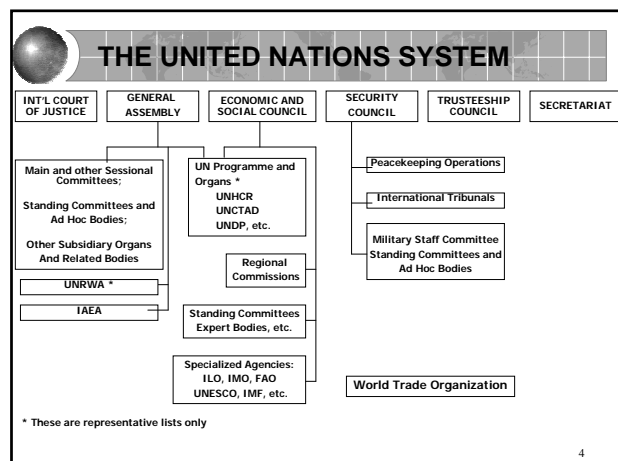 THE UNITED NATIONS SYSTEM
INT'L COURT
OF JUSTICE
GENERAL
ASSEMBLY
ECONOMIC AND
SOCIAL COUNCIL
SECURITY
COUNCIL
TRUSTEESHIP
COUNCIL
SECRETARIAT
Main and other Sessional
Committees;
Standing Committees and
Ad Hoc Bodies;
Other Subsidiary Organs
And Related Bodies
UNRWA *
IAEA
UN Programme and
Organs *
UNHCR
UNCTAD
UNDP, etc.
Regional
Commissions
Standing Committees
Expert Bodies, etc.
Specialized Agencies:
ILO, IMO, FAO
UNESCO, IMF, etc.
Peacekeeping Operations
International Tribunals
Military Staff Committee
Standing Committees and
Ad Hoc Bodies
World Trade Organization
* These are representative lists only
4